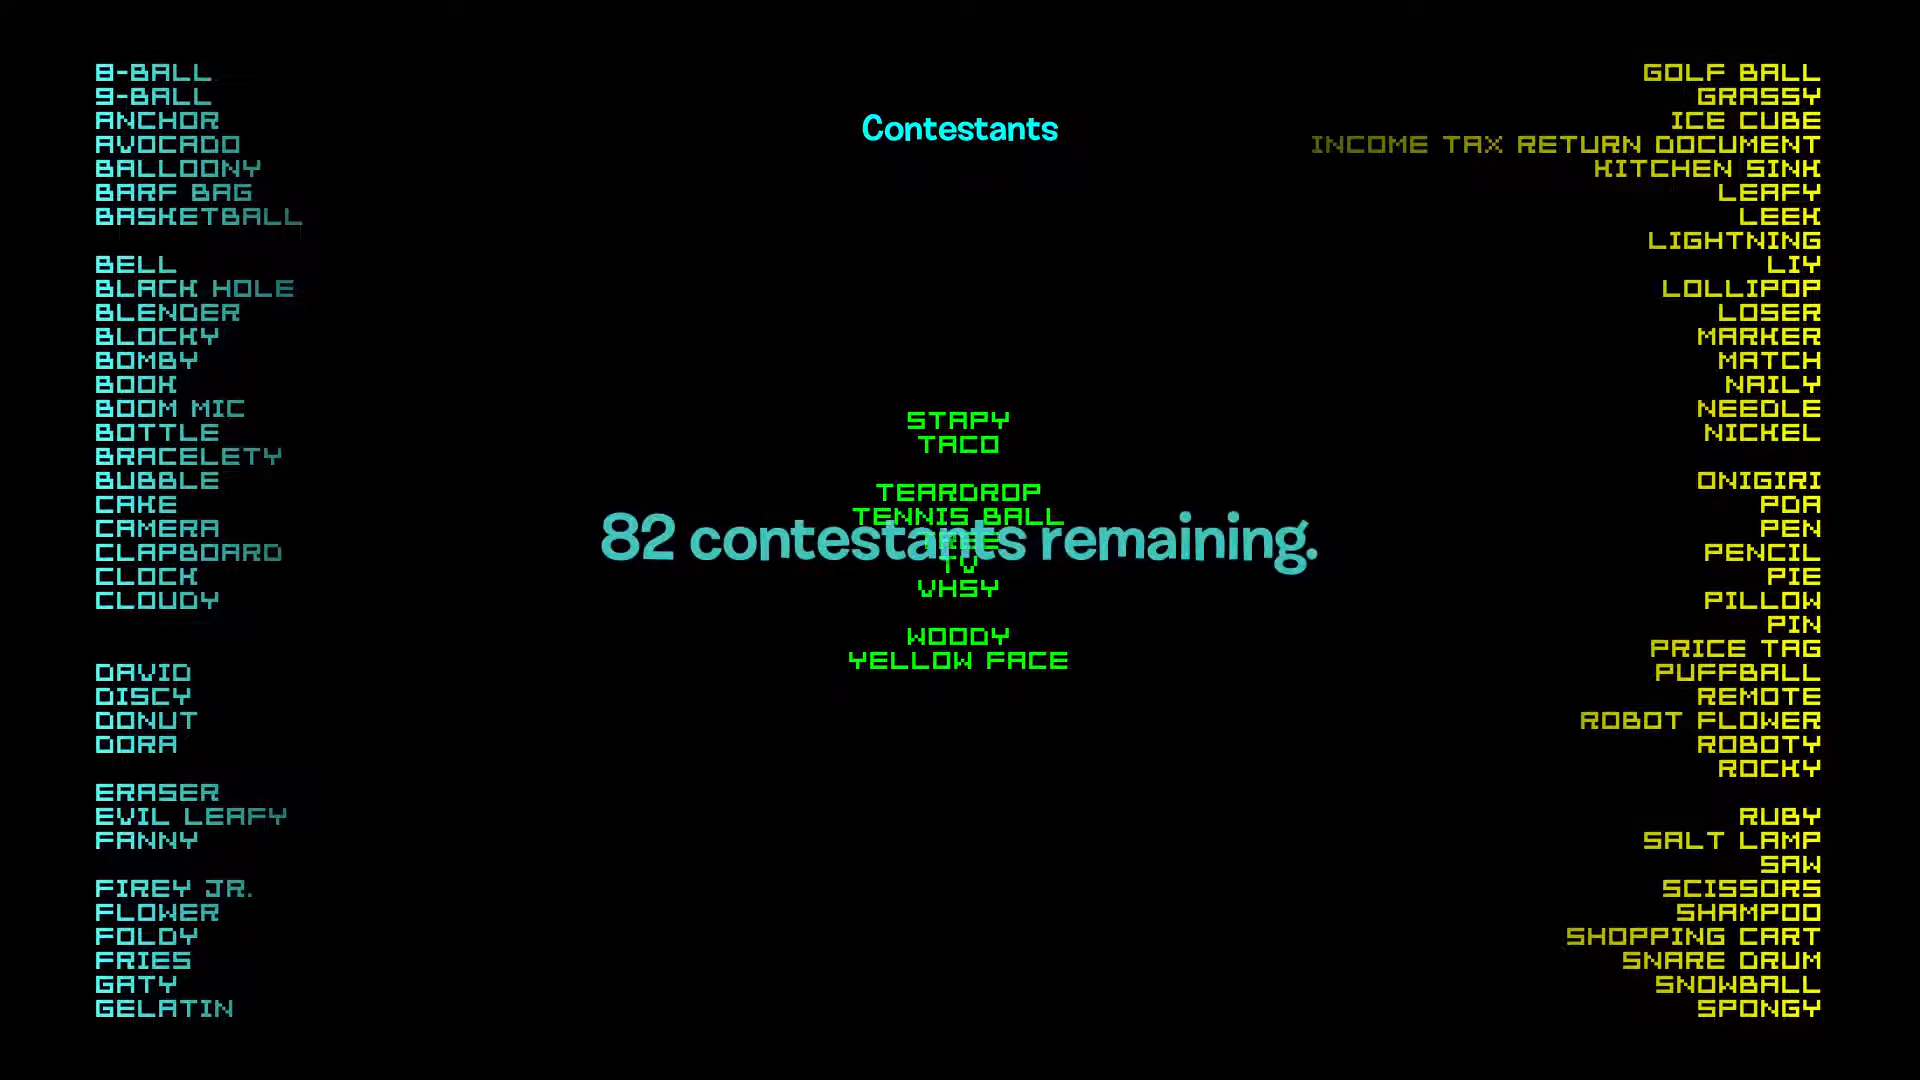 8-BALL
9-BALL
ANCHOR
AVOCADO
BALLOONY
BARF BAG
BASKETBALL
BELL
BLACK HOLE
BLENDER
BLOCKY
BOMBY
BOOK
BOOM MIC
BOTTLE
BRACELETY
BUBBLE
CAKE
CAMERA
CLAPBOARD
CLOCK
CLOUDY
DAVID
DISCY
DONUT
DORA
ERASER
EVIL LEAFY
FANNY
FIREY JR.
FLOWER
FOLDY
FRIES
GATY
GELATIN
Contestants
STAPY
TACO
TEARDROP
TENNIS BALL
82 contestants remaining.
TREE
TV
VHSY
WOODY
YELLOW FACE
GOLF BALL
GRASSY
ICE CUBE
INCOME TAX RETURN DOCUMENT
KITCHEN SINK
LEAFY
LEEK
LIGHTNING
LIY
LOLLIPOP
LOSER
MARKER
MATCH
NAILY
NEEDLE
NICKEL
ONIGIRI
PDA
PEN
PENCIL
PIE
PILLOW
PIN
PRICE TAG
PUFFBALL
REMOTE
ROBOT FLOWER
ROBOTY
ROCKY
RUBY
SALT LAMP
SAW
SCISSORS
SHAMPOO
SHOPPING CART
SNARE DRUM
SNOWBALL
SPONGY